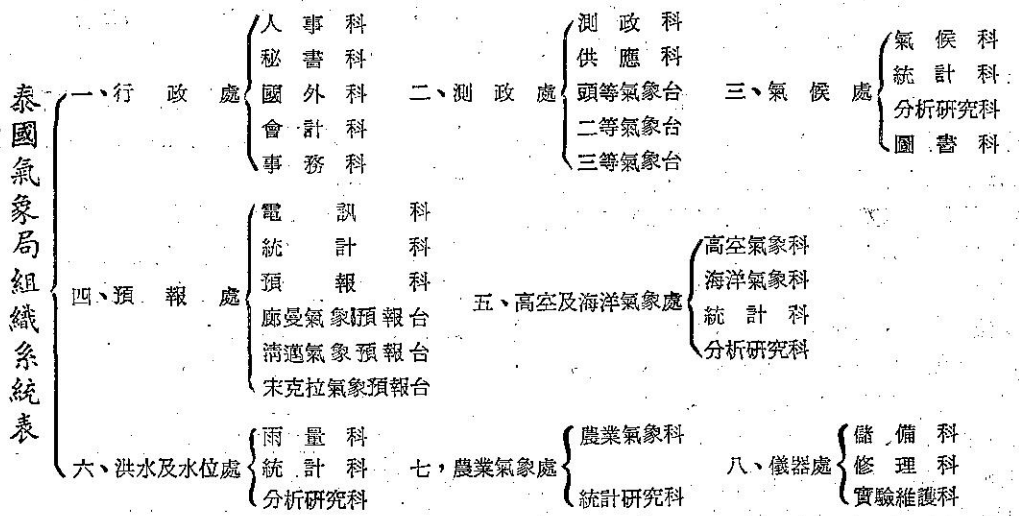 泰國氣象局組織系統表
一、行政處
人事科
秘書科
國外科
會計科
事務科
二、測政處
測政科
供應科
頭等氣象台
二等氣象台
三等氣象台
三、氣候處
氣候科
統計科
分析研究科
圖書科
四、預報處
電訊科
統計科
預報科
廊曼氣象預報台
清邁氣象預報台
宋克拉氣象預報台
五、高空及海洋氣象處
高空氣象科
海洋氣象科
統計科
分析研究科
六、洪水及水位處
雨量科
統計科
分析研究科
七，農業氣象處
農業氣象科
統計研究科
八、儀器處
儲備科
修理科
實驗維護科